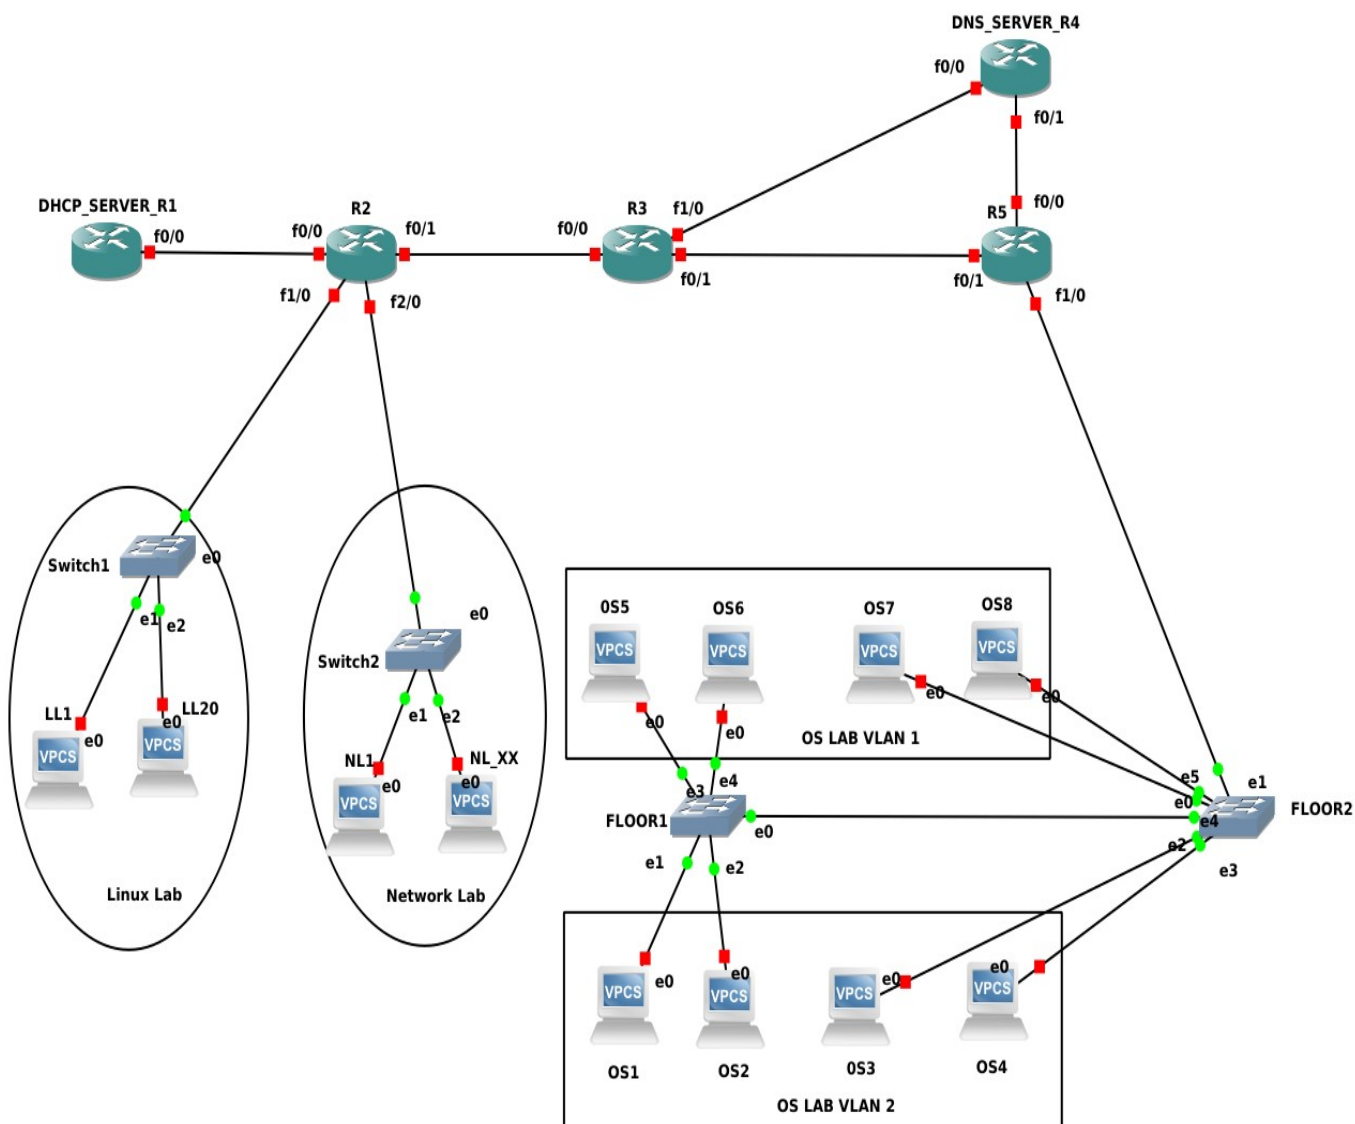 DNS_SERVER_R4
f0/0
f0/1
DHCP_SERVER_R1
R2
R3
f1/0
f0/0
R5
f0/0
f0/0
f0/1
f0/0
f0/1
f0/1
f1/0
f1/0
f2/0
Switch1
e0
e1
e2
LL1
e0
LL20
e0
VPCS
VPCS
Linux Lab
e0
Switch2
e1
e2
NL1
e0
NL_XX
e0
VPCS
VPCS
Network Lab
0S5
OS6
OS7
OS8
VPCS
VPCS
VPCS
VPCS
e0
e0
e0
e0
OS LAB VLAN 1
e3
e4
FLOOR1
e0
e1
e2
e5
e1
e0
FLOOR2
e4
e2
e3
e0
e0
e0
e0
VPCS
VPCS
VPCS
VPCS
OS1
OS2
0S3
OS4
OS LAB VLAN 2